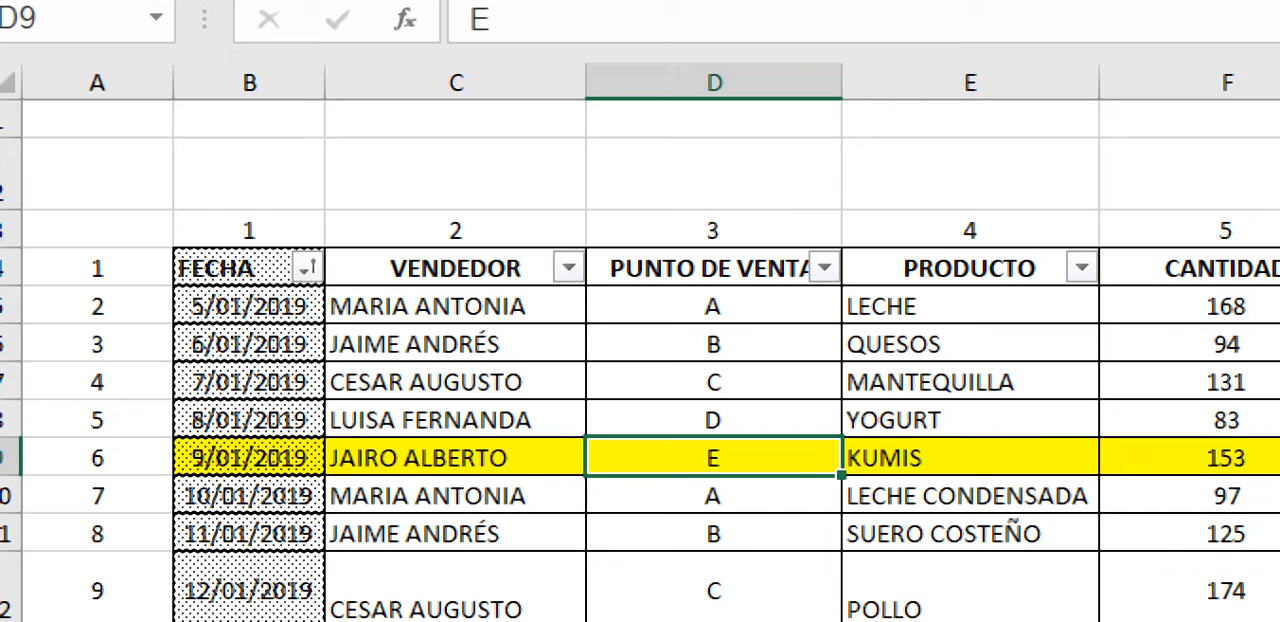 D9 fx E
A B C D E F
1 2 3 4 5
1 FECHA VENDEDOR PUNTO DE VENTA PRODUCTO CANTIDAD
2 5/01/2019 MARIA ANTONIA A LECHE 168
3 6/01/2019 JAIME ANDRÉS B QUESOS 94
4 7/01/2019 CESAR AUGUSTO C MANTEQUILLA 131
5 8/01/2019 LUISA FERNANDA D YOGURT 83
6 9/01/2019 JAIRO ALBERTO E KUMIS 153
7 10/01/2019 MARIA ANTONIA A LECHE CONDENSADA 97
8 11/01/2019 JAIME ANDRÉS B SUERO COSTEÑO 125
9 12/01/2019 CESAR AUGUSTO C POLLO 174